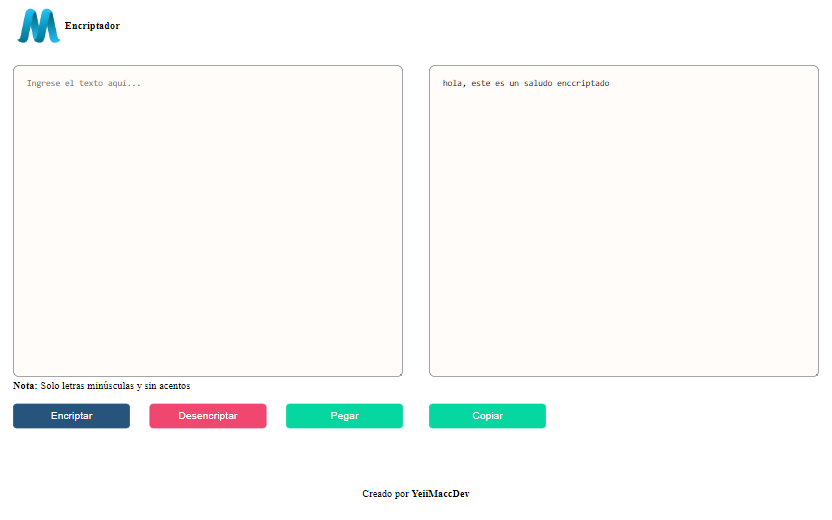 Encriptador
Ingrese el texto aquí...
hola, este es un saludo enccriptado
Nota: Solo letras minúsculas y sin acentos
Encriptar
Desencriptar
Pegar
Copiar
Creado por YeiiMaccDev